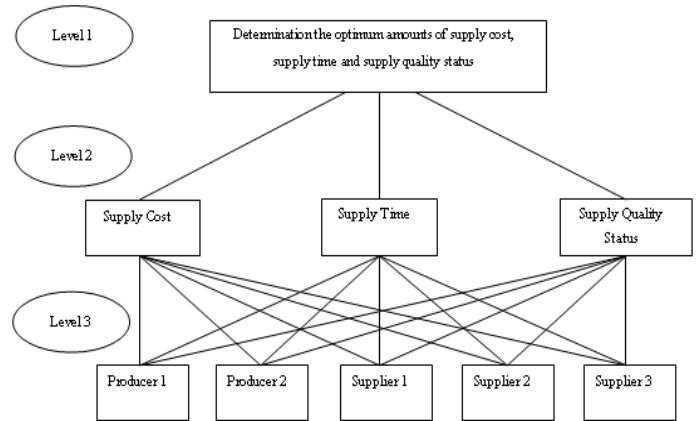 Level 1
Determination the optimum amounts of supply cost,
supply time and supply quality status
Level 2
Supply Cost
Supply Time
Supply Quality
Status
Level 3
Producer 1
Producer 2
Supplier 1
Supplier 2
Supplier 3